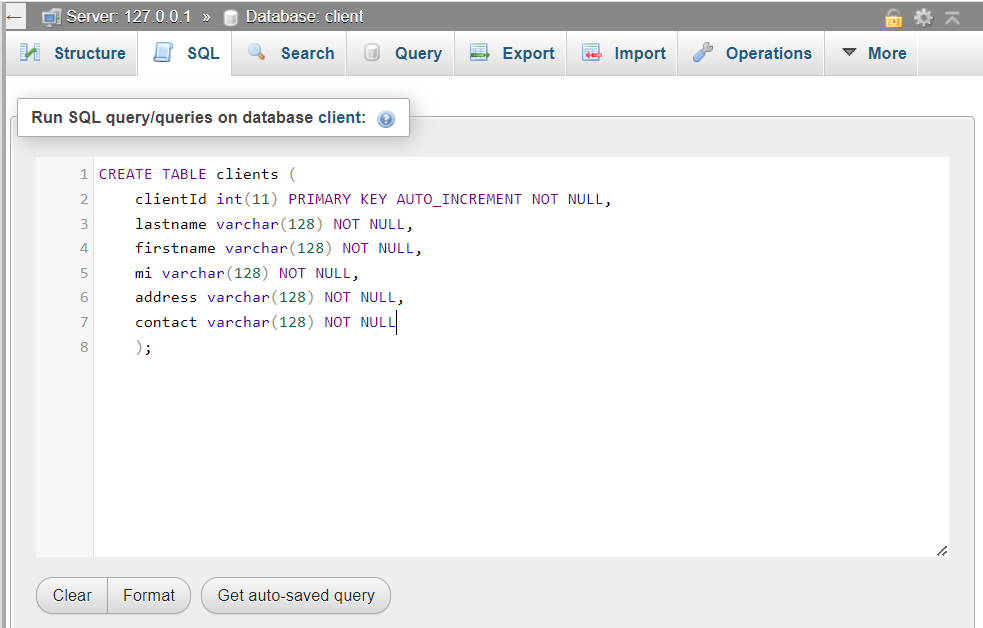 Server: 127.0.0.1 » Database: client
Structure SQL Search Query Export Import Operations More
Run SQL query/queries on database client:
1 CREATE TABLE clients (
2 clientId int(11) PRIMARY KEY AUTO_INCREMENT NOT NULL,
3 lastname varchar(128) NOT NULL,
4 firstname varchar(128) NOT NULL,
5 mi varchar(128) NOT NULL,
6 address varchar(128) NOT NULL,
7 contact varchar(128) NOT NULL
8 );
Clear Format Get auto-saved query